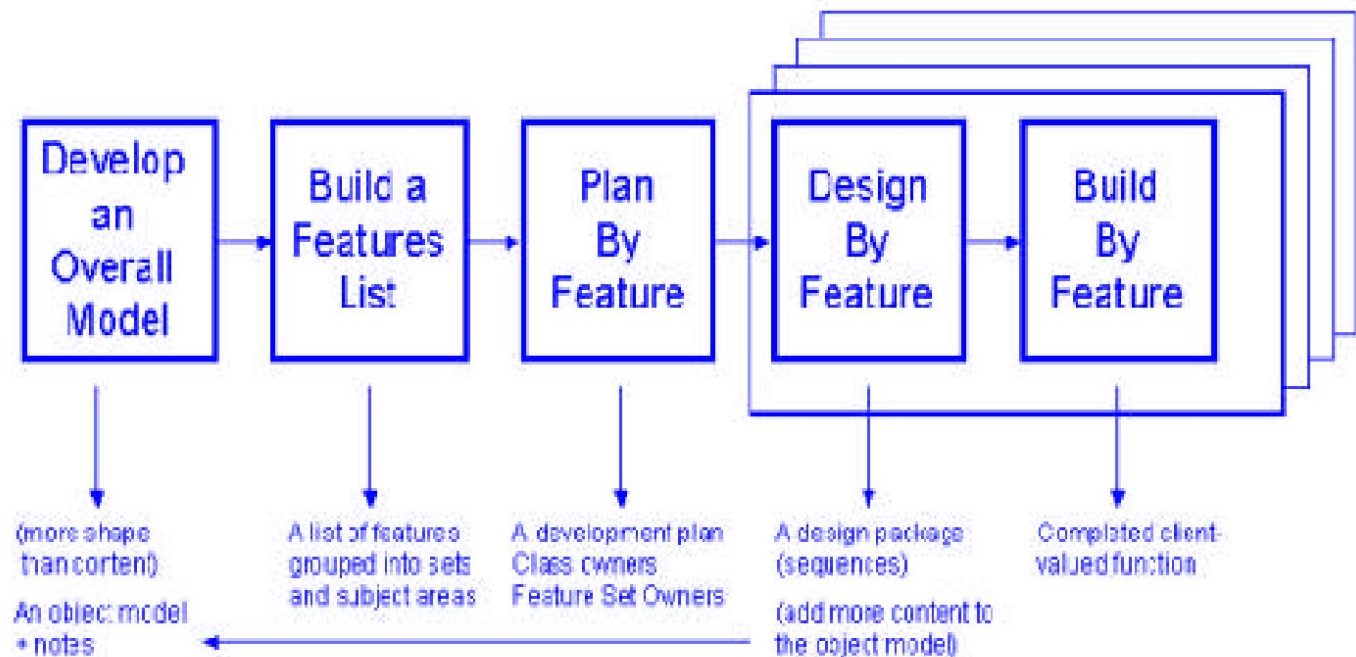 Develop
an
Overall
Model
Build a
Features
List
Plan
By
Feature
Design
By
Feature
Build
By
Feature
(more shape
than content)
An object model
+ notes
A list of features
grouped into sets
and subject areas
A development plan
Class owners
Feature Set Owners
A design package
(sequences)
(add more content to
the object model)
Completed client-
valued function